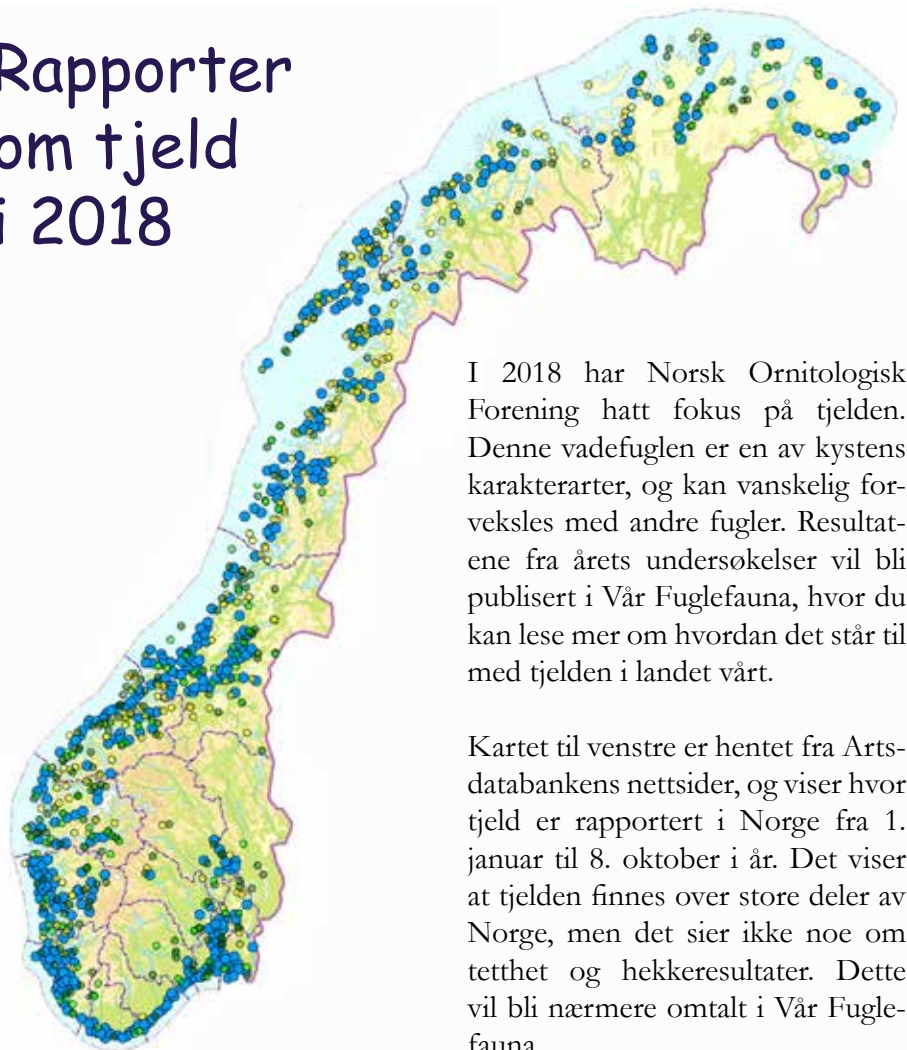 Rapporter
om tjeld
i 2018
I 2018 har Norsk Ornitologisk
Forening hatt fokus på tjelden.
Denne vadefuglen er en av kystens
karakterarter, og kan vanskelig for-
veksles med andre fugler. Resultat-
ene fra årets undersøkelser vil bli
publisert i Vår Fuglefauna, hvor du
kan lese mer om hvordan det står til
med tjelden i landet vårt.
Kartet til venstre er hentet fra Arts-
databankens nettsider, og viser hvor
tjeld er rapportert i Norge fra 1.
januar til 8. oktober i år. Det viser
at tjelden finnes over store deler av
Norge, men det sier ikke noe om
tetthet og hekkeresultater. Dette
vil bli nærmere omtalt i Vår Fugle-
fauna.